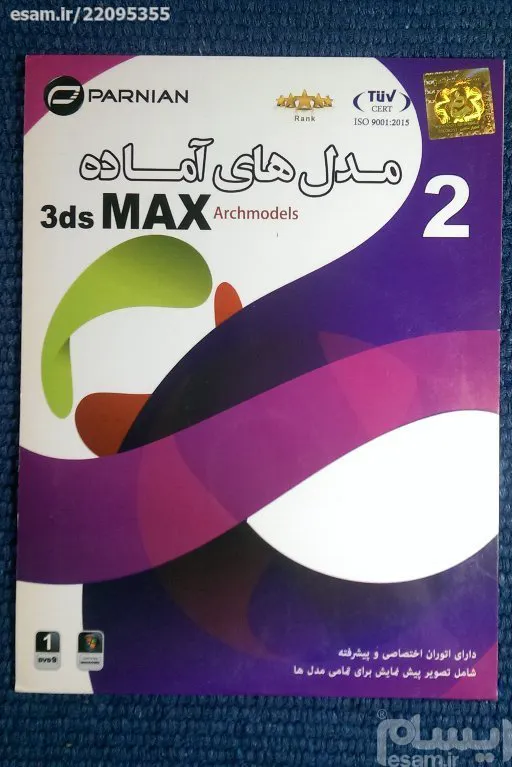 esam.ir/22095355
PARNIAN
Rank
TÜV
CERT
ISO 9001:2015
مدل های آماده
3ds MAX Archmodels
2
1
DVD9
دارای اتوران اختصاصی و پیشرفته
شامل تصویر پیش نمایش برای تمامی مدل ها
ایسام
esam.ir